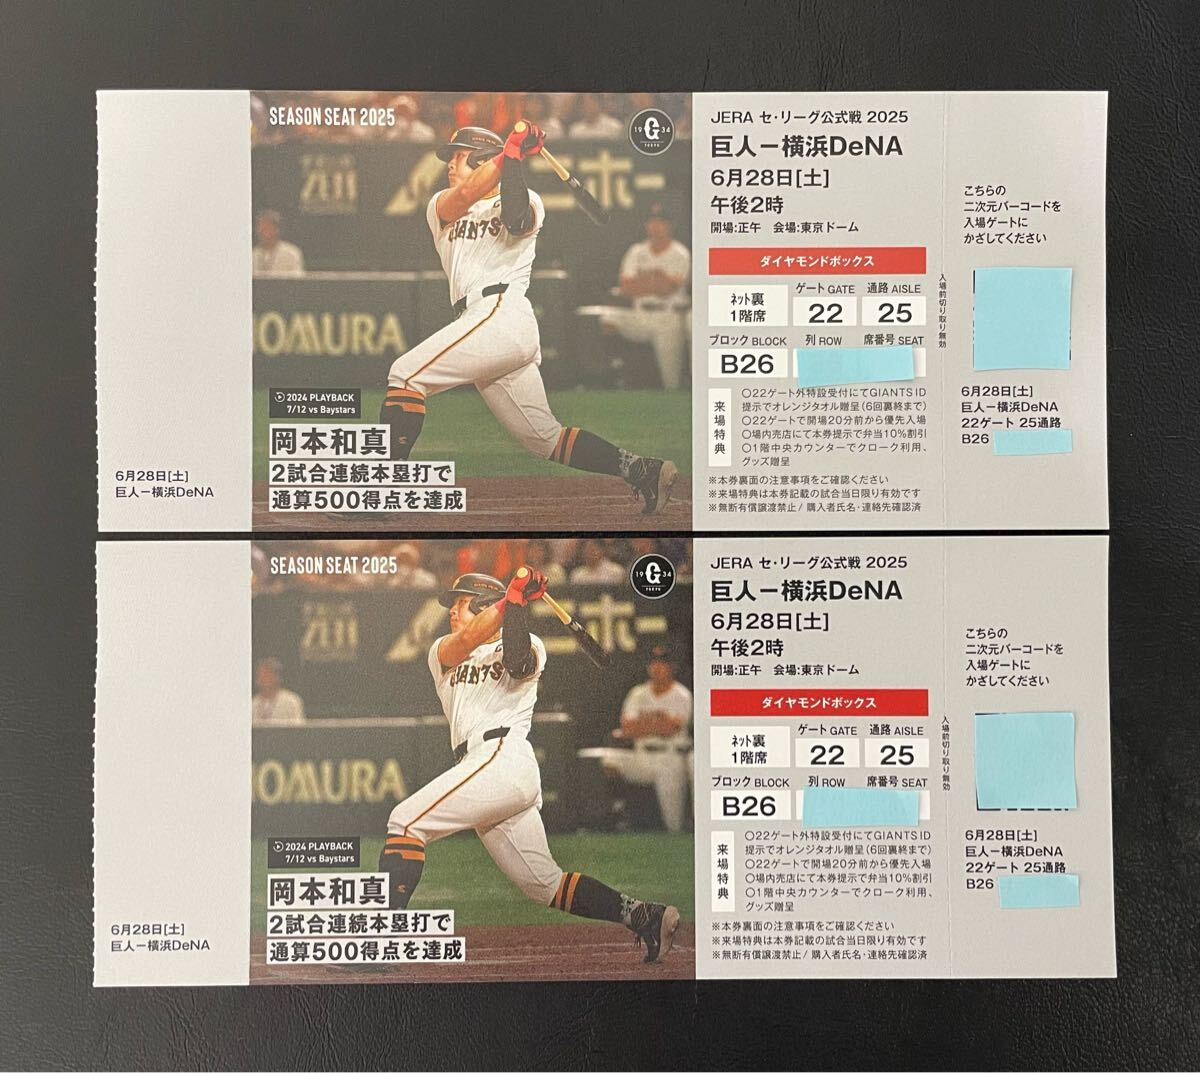 SEASON SEAT 2025
19 G 34
TOKYO
GIANTS
ニホー
NOMURA
2024 PLAYBACK
7/12 vs Baystars
岡本和真
2試合連続本塁打で
通算500得点を達成
6月28日[土]
巨人ー横浜DeNA
JERA セ・リーグ公式戦 2025
巨人ー横浜DeNA
6月28日[土]
午後2時
開場:正午 会場:東京ドーム
ダイヤモンドボックス
ネット裏
1階席
ゲート GATE
22
通路 AISLE
25
ブロック BLOCK
B26
列 ROW
席番号 SEAT
来場特典
○22ゲート外特設受付にてGIANTS ID
提示でオレンジタオル贈呈(6回裏終まで)
○22ゲートで開場20分前から優先入場
○場内売店にて本券提示で弁当10%割引
○1階中央カウンターでクローク利用、
グッズ贈呈
※本券裏面の注意事項をご確認ください
※来場特典は本券記載の試合当日限り有効です
※無断有償譲渡禁止/購入者氏名・連絡先確認済
入場前切り取り無効
こちらの
二次元バーコードを
入場ゲートに
かざしてください
6月28日[土]
巨人ー横浜DeNA
22ゲート 25通路
B26
SEASON SEAT 2025
19 G 34
TOKYO
GIANTS
ニホー
NOMURA
2024 PLAYBACK
7/12 vs Baystars
岡本和真
2試合連続本塁打で
通算500得点を達成
6月28日[土]
巨人ー横浜DeNA
JERA セ・リーグ公式戦 2025
巨人ー横浜DeNA
6月28日[土]
午後2時
開場:正午 会場:東京ドーム
ダイヤモンドボックス
ネット裏
1階席
ゲート GATE
22
通路 AISLE
25
ブロック BLOCK
B26
列 ROW
席番号 SEAT
来場特典
○22ゲート外特設受付にてGIANTS ID
提示でオレンジタオル贈呈(6回裏終まで)
○22ゲートで開場20分前から優先入場
○場内売店にて本券提示で弁当10%割引
○1階中央カウンターでクローク利用、
グッズ贈呈
※本券裏面の注意事項をご確認ください
※来場特典は本券記載の試合当日限り有効です
※無断有償譲渡禁止/購入者氏名・連絡先確認済
入場前切り取り無効
こちらの
二次元バーコードを
入場ゲートに
かざしてください
6月28日[土]
巨人ー横浜DeNA
22ゲート 25通路
B26